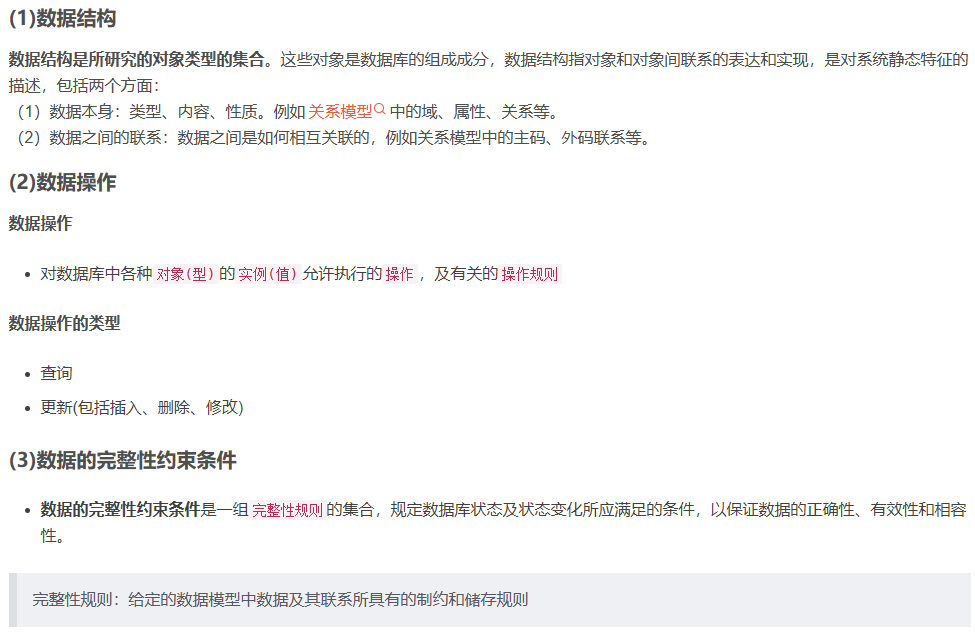 (1)数据结构
数据结构是所研究的对象类型的集合。这些对象是数据库的组成成分，数据结构指对象和对象间联系的表达和实现，是对系统静态特征的
描述，包括两个方面：
（1）数据本身：类型、内容、性质。例如 关系模型 中的域、属性、关系等。
（2）数据之间的联系：数据之间是如何相互关联的，例如关系模型中的主码、外码联系等。
(2)数据操作
数据操作
• 对数据库中各种 对象(型) 的 实例(值) 允许执行的 操作 ，及有关的 操作规则
数据操作的类型
• 查询
• 更新(包括插入、删除、修改)
(3)数据的完整性约束条件
• 数据的完整性约束条件是一组 完整性规则 的集合，规定数据库状态及状态变化所应满足的条件，以保证数据的正确性、有效性和相容
性。
完整性规则：给定的数据模型中数据及其联系所具有的制约和储存规则